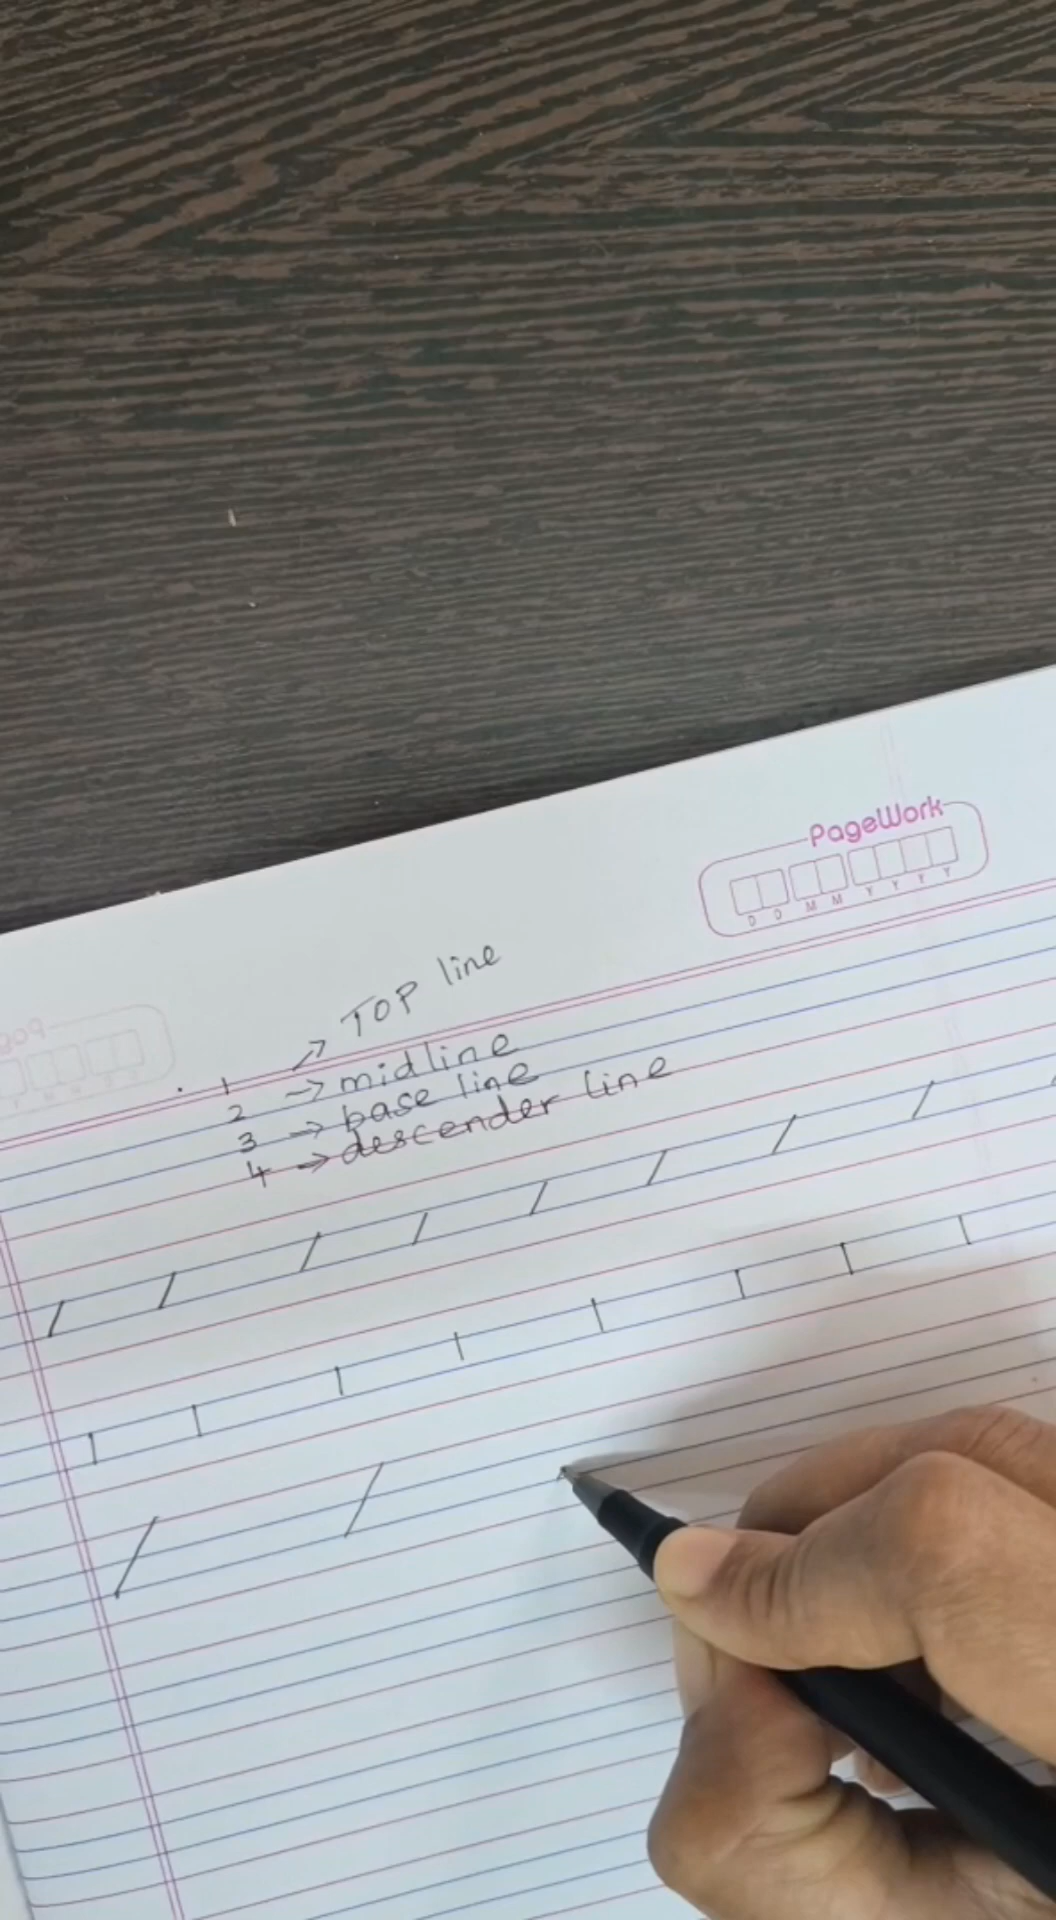 PageWork
D D M M Y Y Y Y
1 → TOP line
2 → midline
3 → base line
4 → descender line